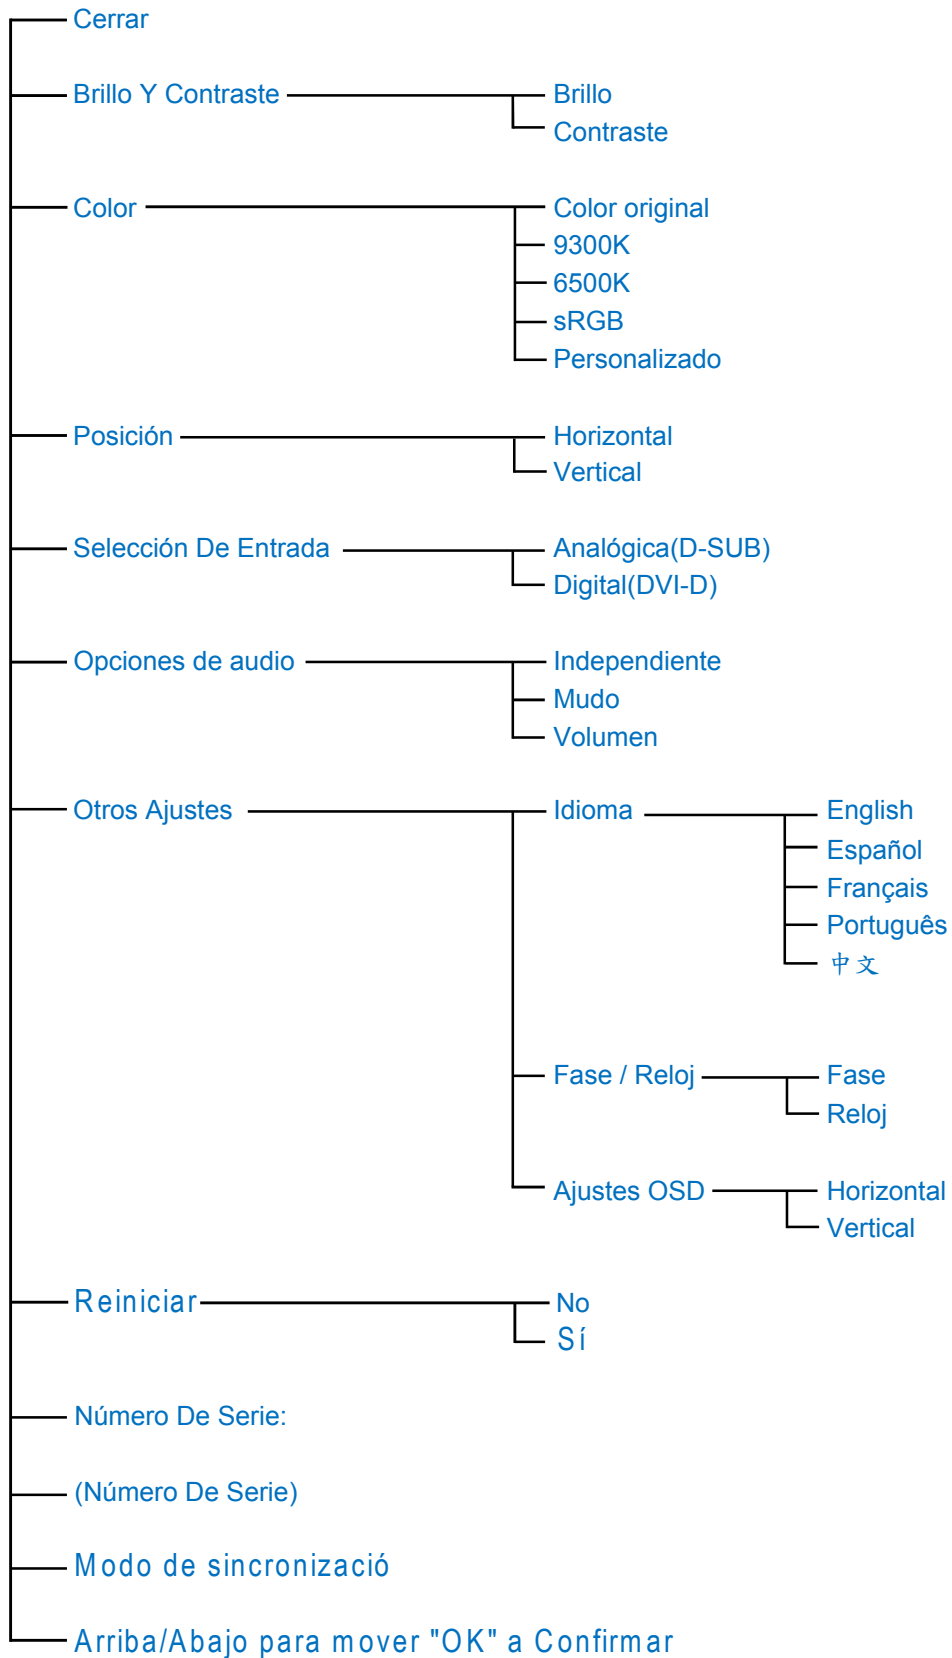 Cerrar
Brillo Y Contraste
Brillo
Contraste
Color
Color original
9300K
6500K
sRGB
Personalizado
Posición
Horizontal
Vertical
Selección De Entrada
Analógica(D-SUB)
Digital(DVI-D)
Opciones de audio
Independiente
Mudo
Volumen
Otros Ajustes
Idioma
English
Español
Français
Português
中文
Fase / Reloj
Fase
Reloj
Ajustes OSD
Horizontal
Vertical
Reiniciar
No
Sí
Número De Serie:
(Número De Serie)
Modo de sincronizació
Arriba/Abajo para mover "OK" a Confirmar